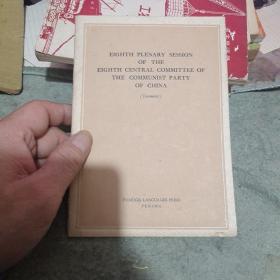 EIGHTH PLENARY SESSION
OF THE
EIGHTH CENTRAL COMMITTEE OF
THE COMMUNIST PARTY
OF CHINA
(Documents)
FOREIGN LANGUAGES PRESS
PEKING